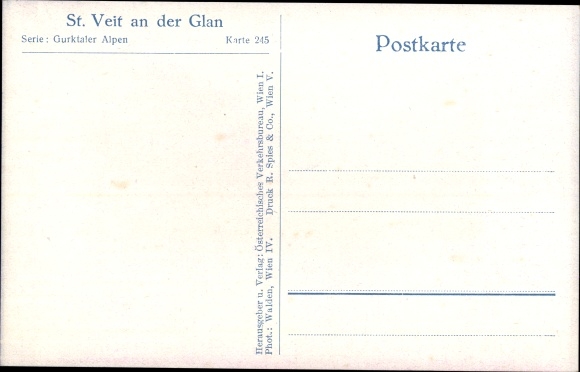 St. Veit an der Glan
Serie: Gurktaler Alpen Karte 245
Postkarte
Herausgeber u. Verlag: Österreichisches Verkehrsbureau, Wien I.
Phot.: Walden, Wien IV. Druck R. Spies & Co., Wien V.